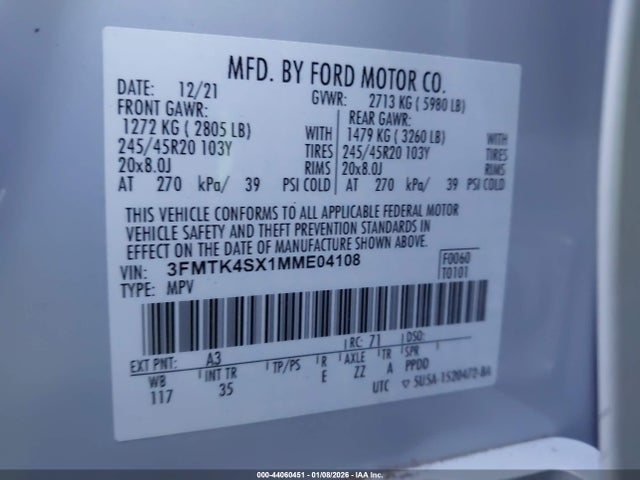 MFD. BY FORD MOTOR CO.
DATE: 12/21 GVWR: 2713 KG ( 5980 LB)
FRONT GAWR: REAR GAWR:
1272 KG ( 2805 LB) WITH 1479 KG ( 3260 LB) WITH
245/45R20 103Y TIRES 245/45R20 103Y TIRES
20x8.0J RIMS 20x8.0J RIMS
AT 270 kPa/ 39 PSI COLD AT 270 kPa/ 39 PSI COLD
THIS VEHICLE CONFORMS TO ALL APPLICABLE FEDERAL MOTOR
VEHICLE SAFETY AND THEFT PREVENTION STANDARDS IN
EFFECT ON THE DATE OF MANUFACTURE SHOWN ABOVE.
VIN: 3FMTK4SX1MME04108 F0060
TYPE: MPV T0101
EXT PNT: A3 RC: 71 DSO:
WB INT TR TP/PS R AXLE TR SPR
117 35 E ZZ A PPDD
UTC ▽ 5U5A-1520472-BA
000-44060451 - 01/08/2026 - IAAInc.